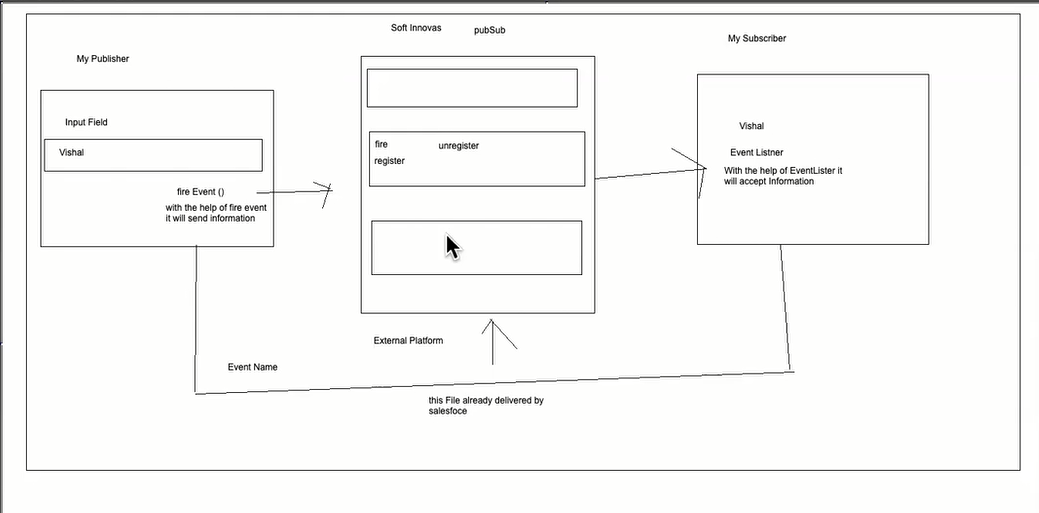 Soft Innovas
pubSub
My Publisher
My Subscriber
Input Field
Vishal
fire Event ()
with the help of fire event
it will send information
fire
unregister
register
Vishal
Event Listner
With the help of EventLister it
will accept Information
External Platform
Event Name
this File already delivered by
salesfoce